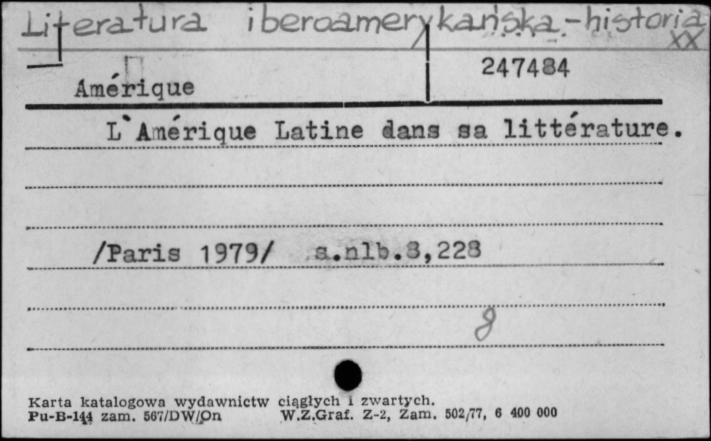 Literatura iberoamerykańska - historia
XX
247484
Amérique
L'Amérique Latine dans sa littérature.
/Paris 1979/ s.nlb.8,228
Karta katalogowa wydawnictw ciągłych i zwartych.
Pu-B-144 zam. 567/DW/On W.Z.Graf. Z-2, Zam. 502/77, 6 400 000